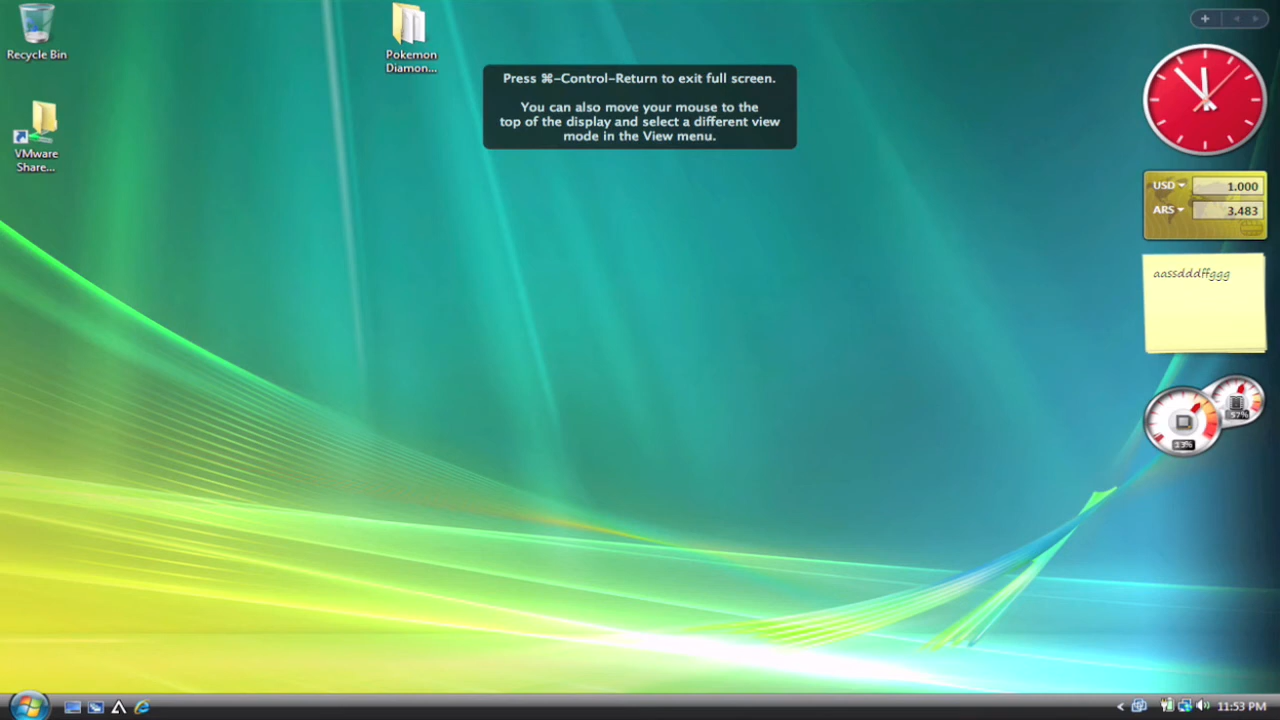 Recycle Bin
Pokemon
Diamon...
Press ⌘-Control-Return to exit full screen.
You can also move your mouse to the
top of the display and select a different view
mode in the View menu.
VMware
Share...
USD 1.000
ARS 3.483
aassdddffggg
57%
13%
11:53 PM